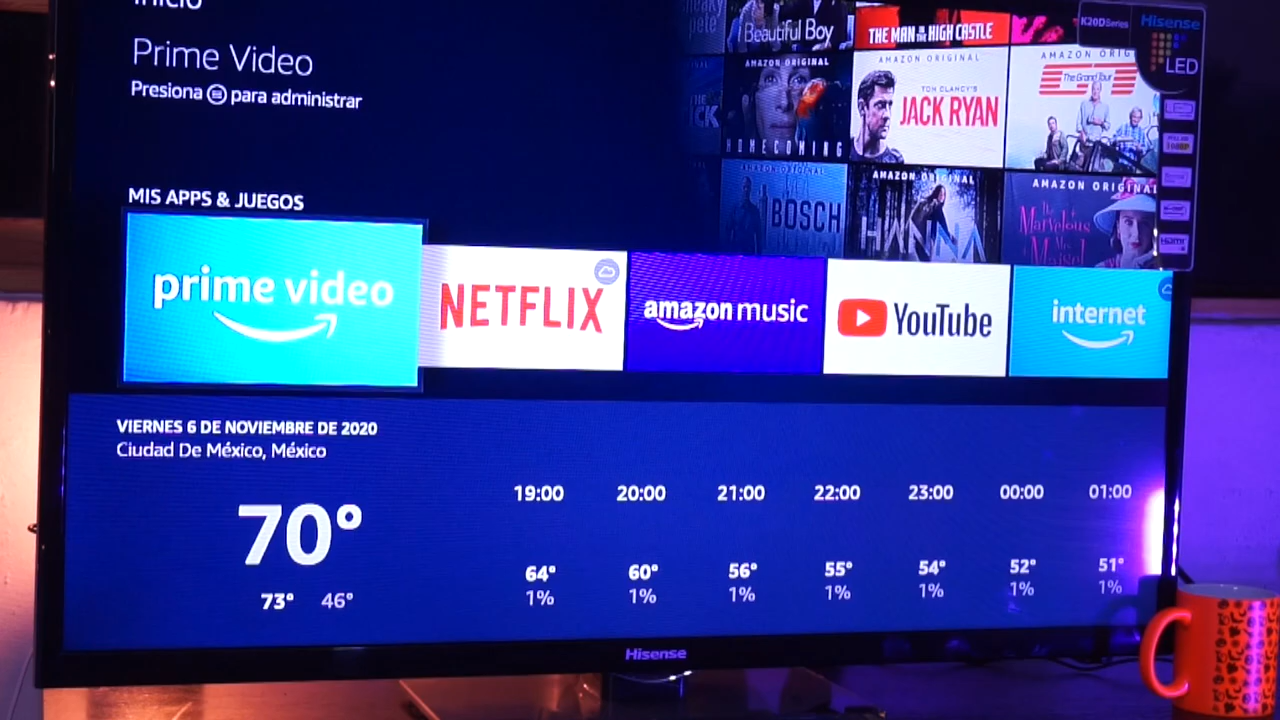 Inicio
Prime Video
Presiona para administrar
Beautiful Boy
THE MAN IN THE HIGH CASTLE
AMAZON ORIGINAL
HOMECOMING
AMAZON ORIGINAL
TOM CLANCY'S
JACK RYAN
AMAZON ORIG
The Grand Tour
AMAZON ORIGINAL
BOSCH
AMAZON ORIGINAL
HANNA
AMAZON ORIGINAL
The Marvelous
Mrs. Maisel
K20DSeries
Hisense
LED
1080P
HDMI
MIS APPS & JUEGOS
prime video
NETFLIX
amazon music
YouTube
internet
VIERNES 6 DE NOVIEMBRE DE 2020
Ciudad De México, México
70°
73° 46°
19:00 20:00 21:00 22:00 23:00 00:00 01:00
64° 60° 56° 55° 54° 52° 51°
1% 1% 1% 1% 1% 1% 1%
Hisense